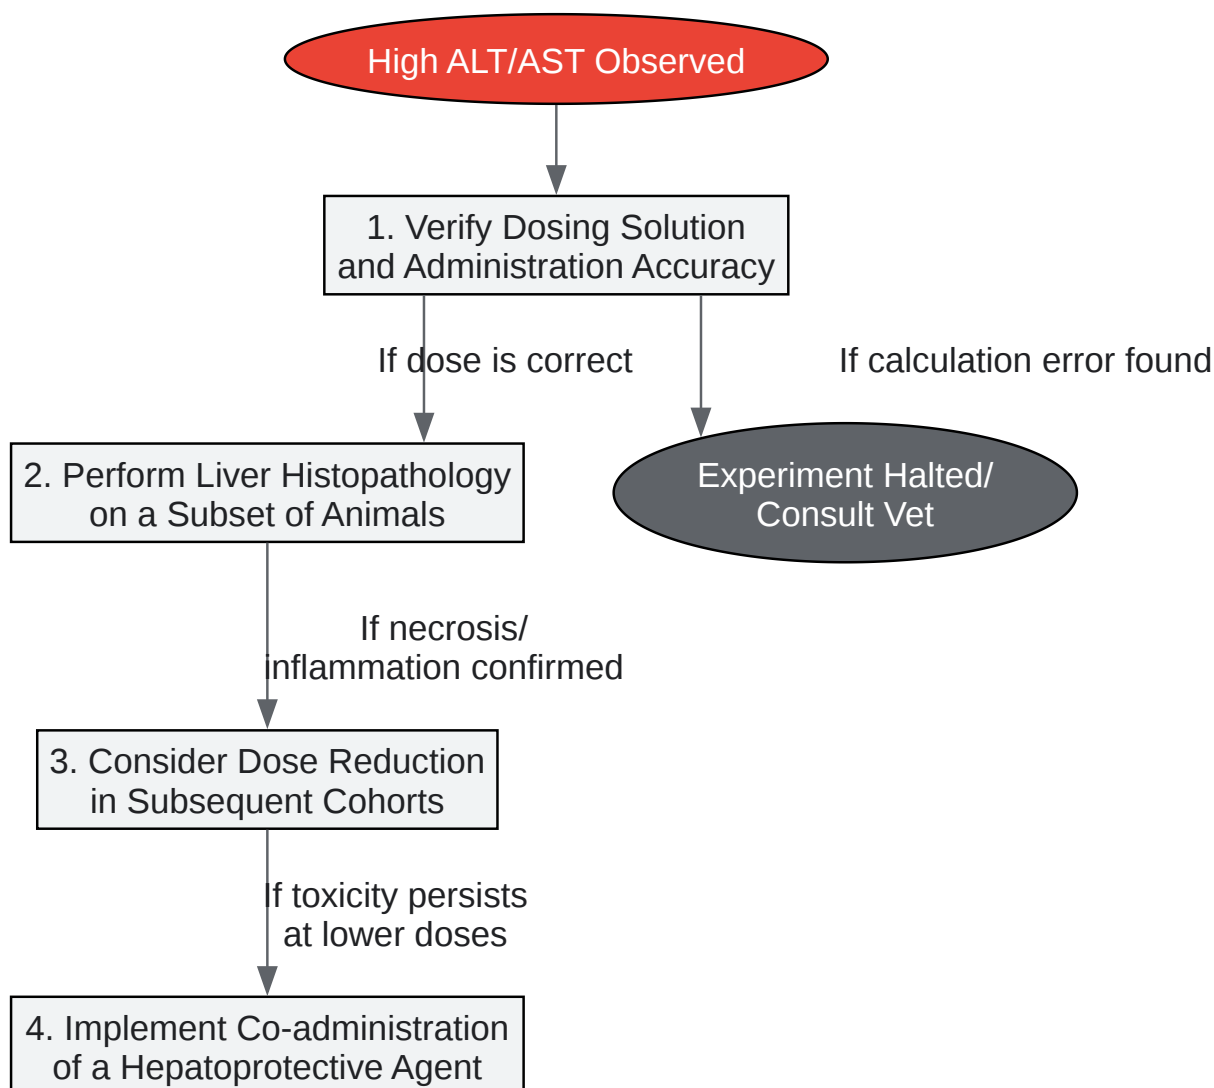 High ALT/AST Observed
1. Verify Dosing Solution
and Administration Accuracy
If dose is correct
If calculation error found
2. Perform Liver Histopathology
on a Subset of Animals
Experiment Halted/
Consult Vet
If necrosis/
inflammation confirmed
3. Consider Dose Reduction
in Subsequent Cohorts
If toxicity persists
at lower doses
4. Implement Co-administration
of a Hepatoprotective Agent